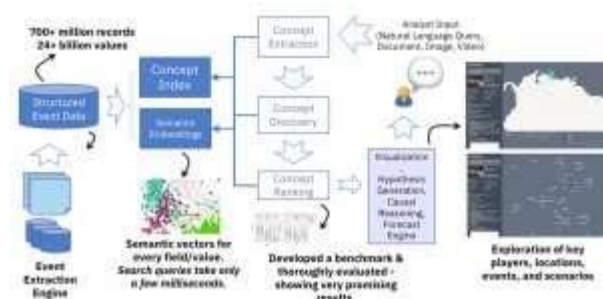 700+ million records
24+ billion values
Structured
Event Data
Event
Extraction
Engine
Concept
Index
Semantic
Embeddings
Semantic vectors for
every field/value.
Search queries take only
a few milliseconds.
Concept
Extraction
Concept
Discovery
Concept
Ranking
Developed a benchmark &
thoroughly evaluated -
showing very promising
results
Analyst Input
(Natural Language Query,
Document, Image, Video)
Visualization
-
Hypothesis
Generation,
Causal
Reasoning,
Forecast
Engine
Exploration of key
players, locations,
events, and scenarios